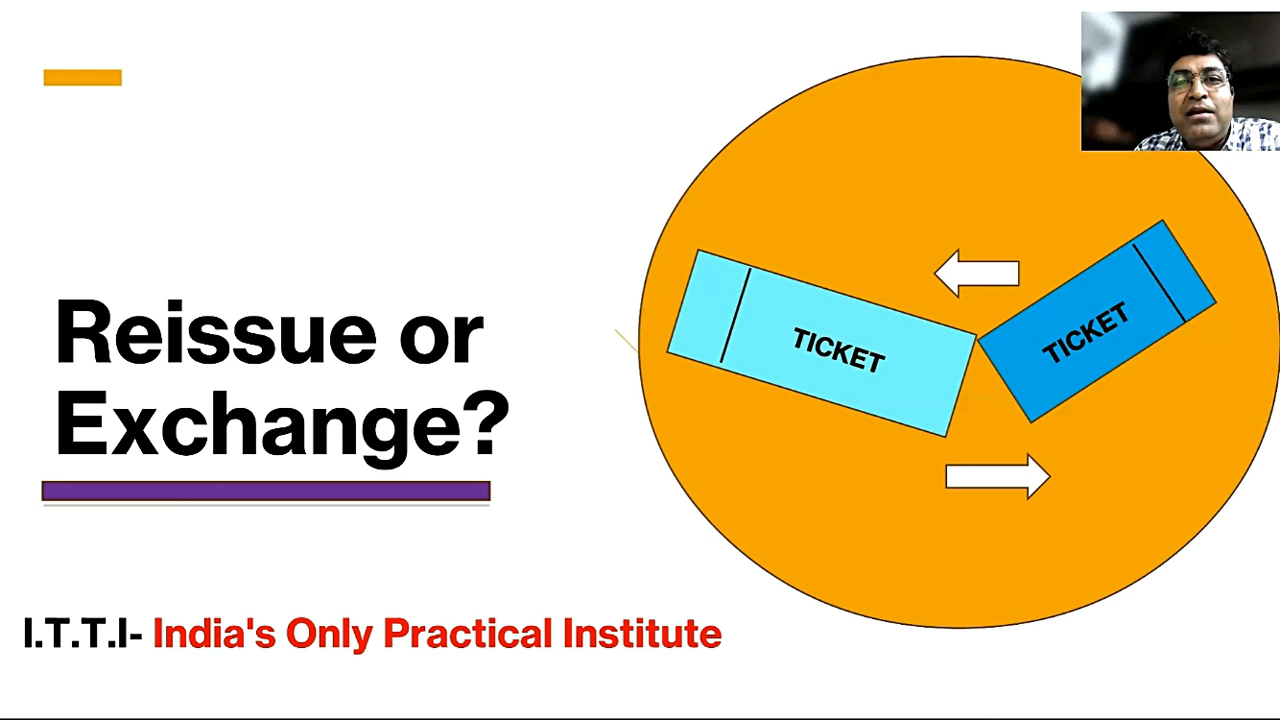 Reissue or
Exchange?
TICKET
TICKET
I.T.T.I- India's Only Practical Institute